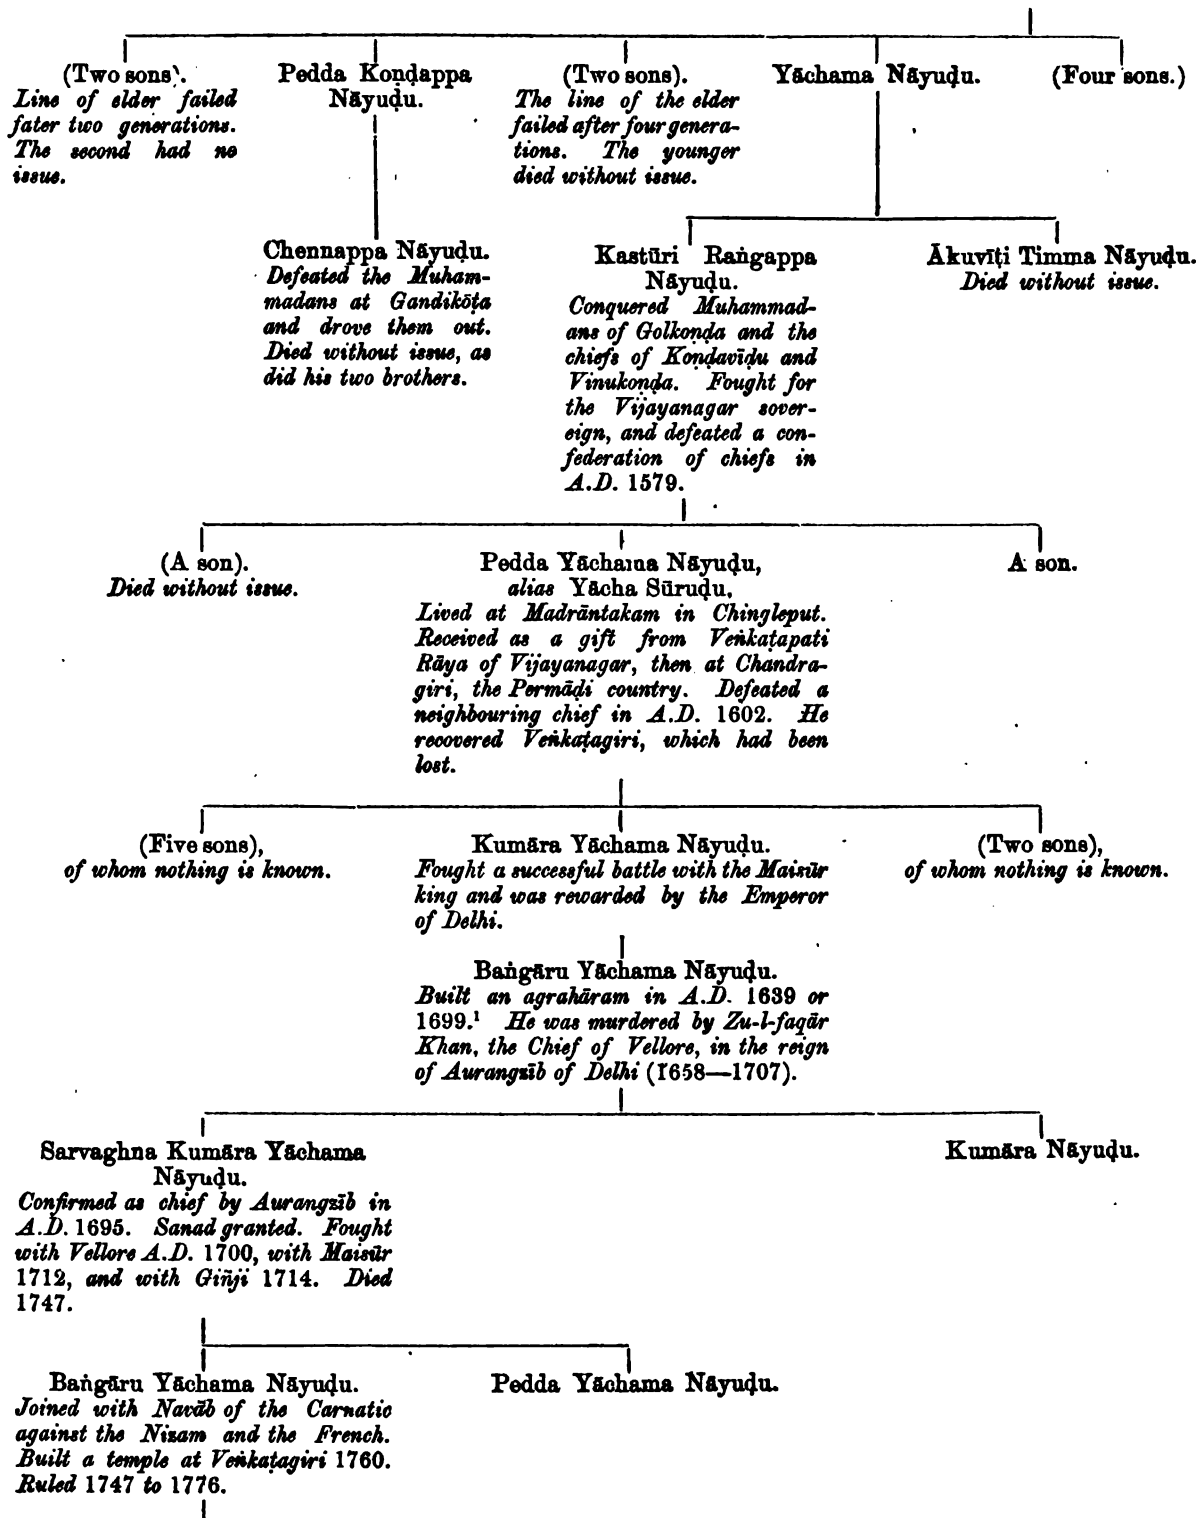 (Two sons).
Line of elder failed
fater two generations.
The second had no
issue.
Pedda Koṇḍappa
Nāyuḍu.
(Two sons).
The line of the elder
failed after four genera-
tions. The younger
died without issue.
Yāchama Nāyuḍu.
(Four sons.)
Chennappa Nāyuḍu.
Defeated the Muham-
madans at Gandikōṭa
and drove them out.
Died without issue, as
did his two brothers.
Kastūri Raṅgappa
Nāyuḍu.
Conquered Muhammad-
ans of Golkoṇḍa and the
chiefs of Koṇḍavīḍu and
Vinukoṇḍa. Fought for
the Vijayanagar sover-
eign, and defeated a con-
federation of chiefs in
A.D. 1579.
Ākuvīṭi Timma Nāyuḍu.
Died without issue.
(A son).
Died without issue.
Pedda Yāchama Nāyuḍu,
alias Yācha Sūruḍu.
Lived at Madrāntakam in Chingleput.
Received as a gift from Veṅkaṭapati
Rāya of Vijayanagar, then at Chandra-
giri, the Permāḍi country. Defeated a
neighbouring chief in A.D. 1602. He
recovered Veṅkaṭagiri, which had been
lost.
A son.
(Five sons),
of whom nothing is known.
Kumāra Yāchama Nāyuḍu.
Fought a successful battle with the Maisūr
king and was rewarded by the Emperor
of Delhi.
(Two sons),
of whom nothing is known.
Baṅgāru Yāchama Nāyuḍu.
Built an agrahāram in A.D. 1639 or
1699.¹ He was murdered by Zu-l-faqār
Khan, the Chief of Vellore, in the reign
of Aurangzīb of Delhi (1658—1707).
Sarvaghna Kumāra Yāchama
Nāyuḍu.
Confirmed as chief by Aurangzīb in
A.D. 1695. Sanad granted. Fought
with Vellore A.D. 1700, with Maisūr
1712, and with Giñji 1714. Died
1747.
Kumāra Nāyuḍu.
Baṅgāru Yāchama Nāyuḍu.
Joined with Navāb of the Carnatic
against the Nizam and the French.
Built a temple at Veṅkaṭagiri 1760.
Ruled 1747 to 1776.
Pedda Yāchama Nāyuḍu.